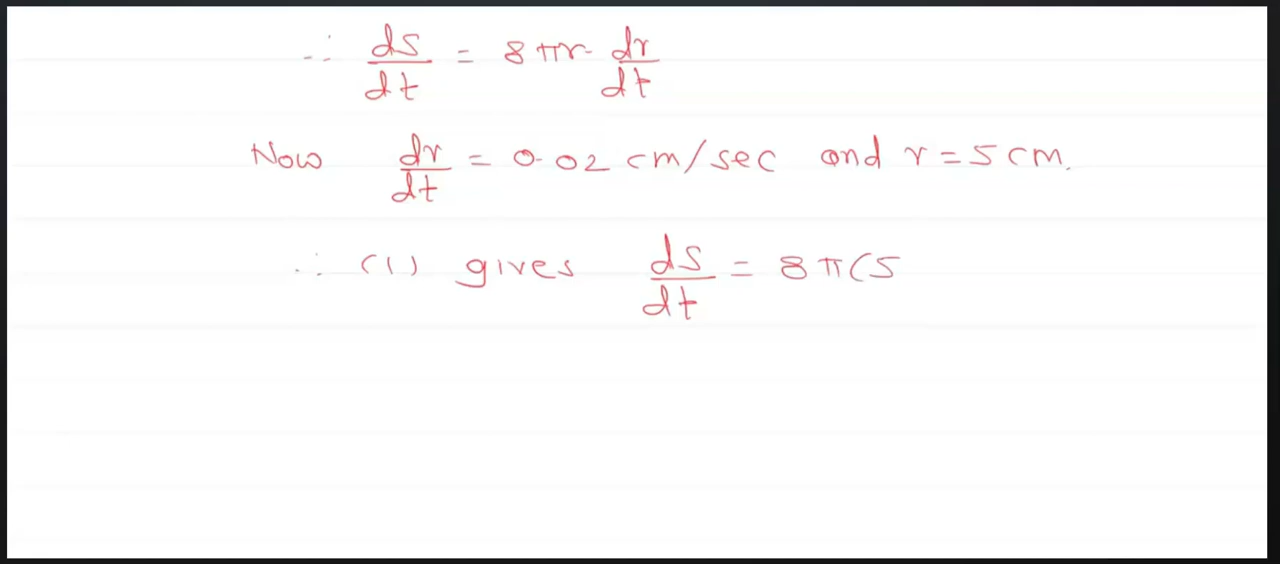 ∴ ds/dt = 8πr dr/dt
Now dr/dt = 0.02 cm/sec and r = 5 cm.
∴ (1) gives ds/dt = 8π(5